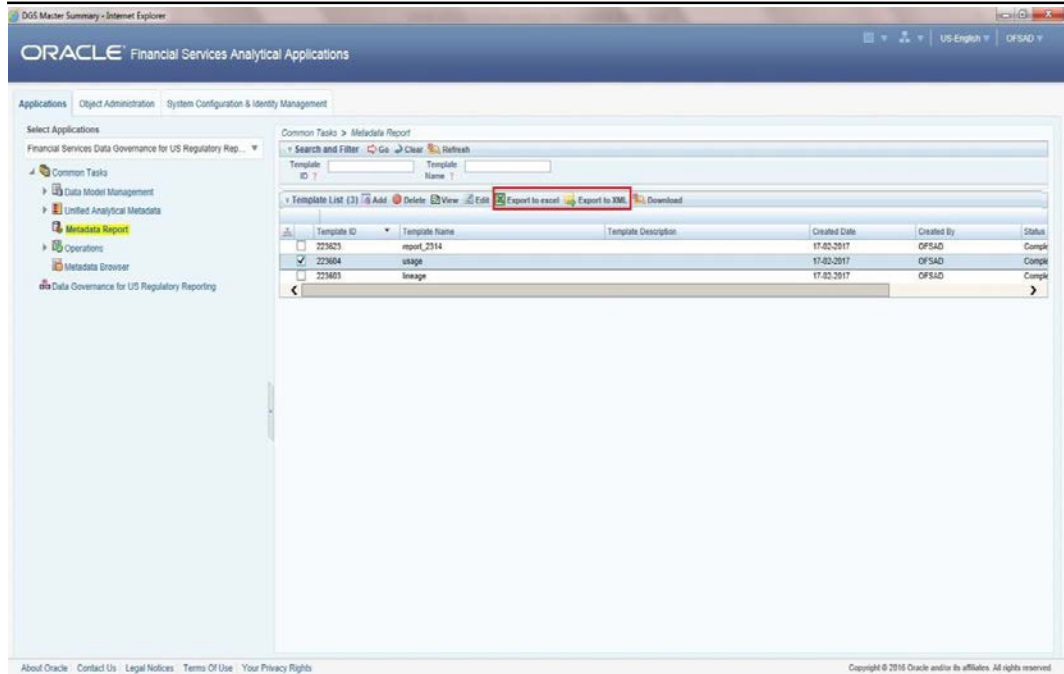 DGS Master Summary - Internet Explorer
ORACLE Financial Services Analytical Applications
US-English OFSAD
Applications Object Administration System Configuration & Identity Management
Select Applications
Financial Services Data Governance for US Regulatory Rep...
Common Tasks
Data Model Management
Unified Analytical Metadata
Metadata Report
Operations
Metadata Browser
Data Governance for US Regulatory Reporting
Common Tasks > Metadata Report
Search and Filter Go Clear Refresh
Template ID ? Template Name ?
Template List (3) Add Delete View Edit Export to excel Export to XML Download
Template ID Template Name Template Description Created Date Created By Status
223623 report_2314 17-02-2017 OFSAD Comple
223604 usage 17-02-2017 OFSAD Comple
223603 lineage 17-02-2017 OFSAD Comple
About Oracle Contact Us Legal Notices Terms Of Use Your Privacy Rights
Copyright © 2016 Oracle and/or its affiliates. All rights reserved.